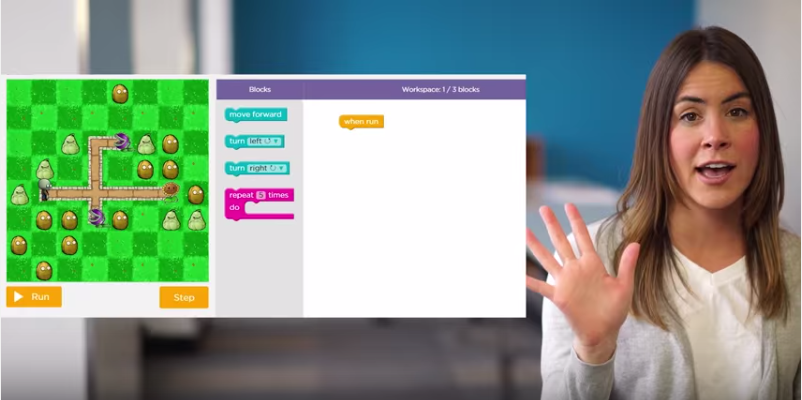 Blocks
Workspace: 1 / 3 blocks
move forward
when run
turn left
turn right
repeat 5 times
do
Run
Step